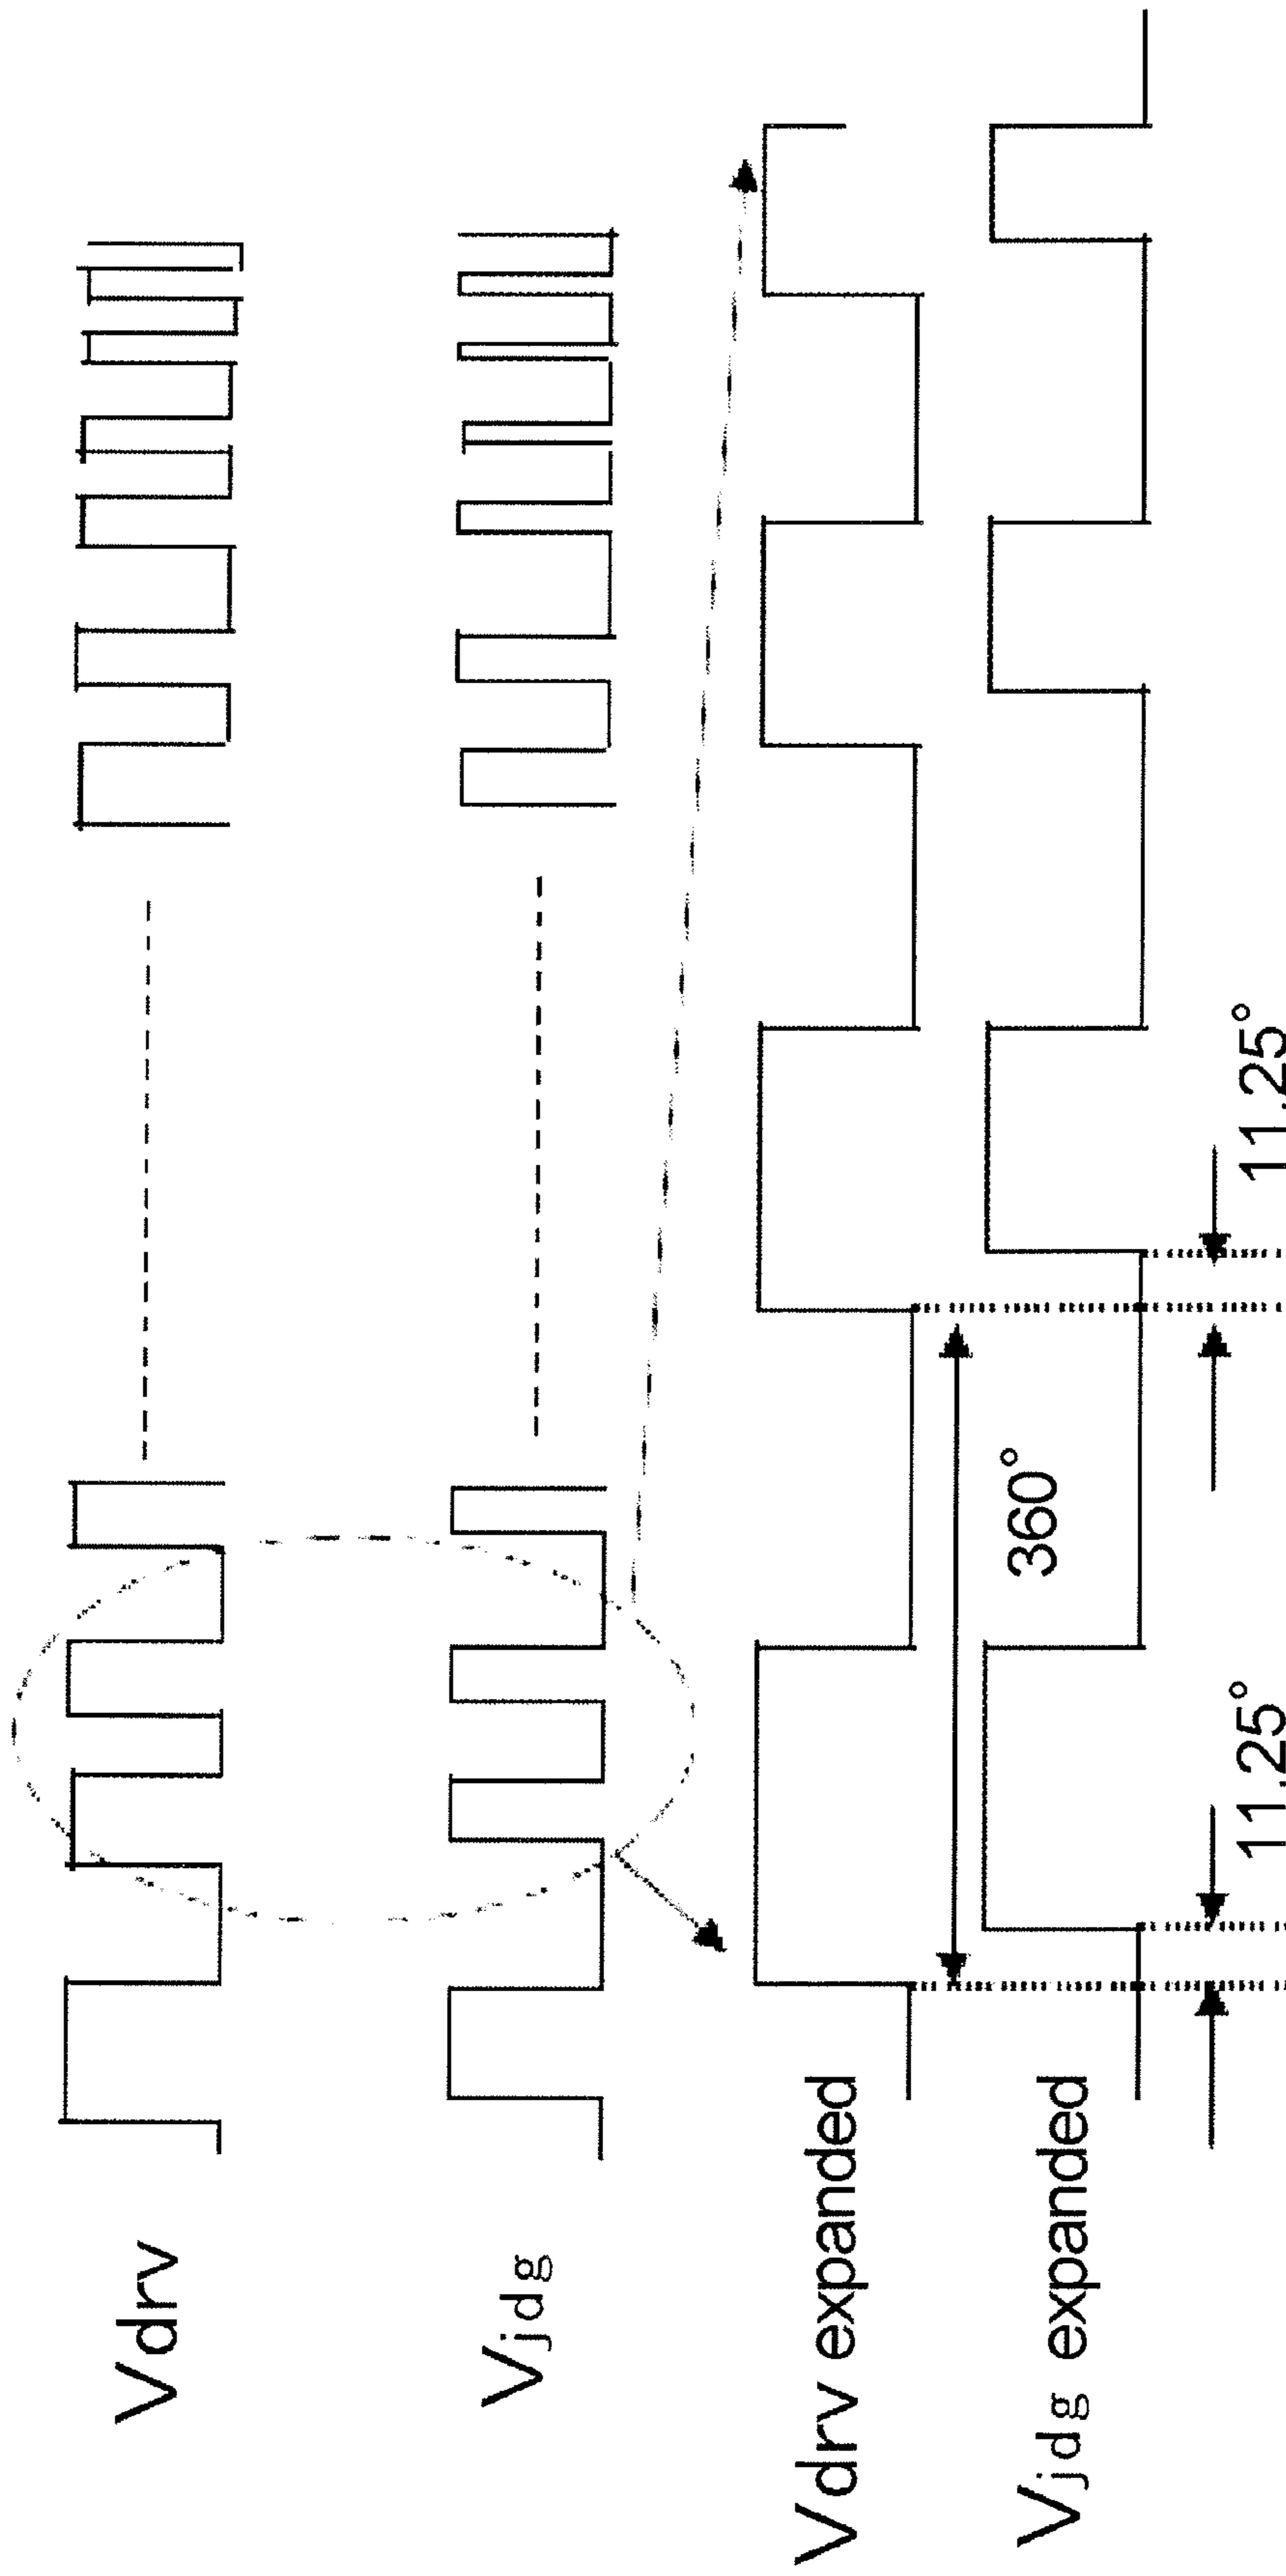 Vdrv
Vjdg
Vdrv expanded
360°
Vjdg expanded
11.25°
11.25°